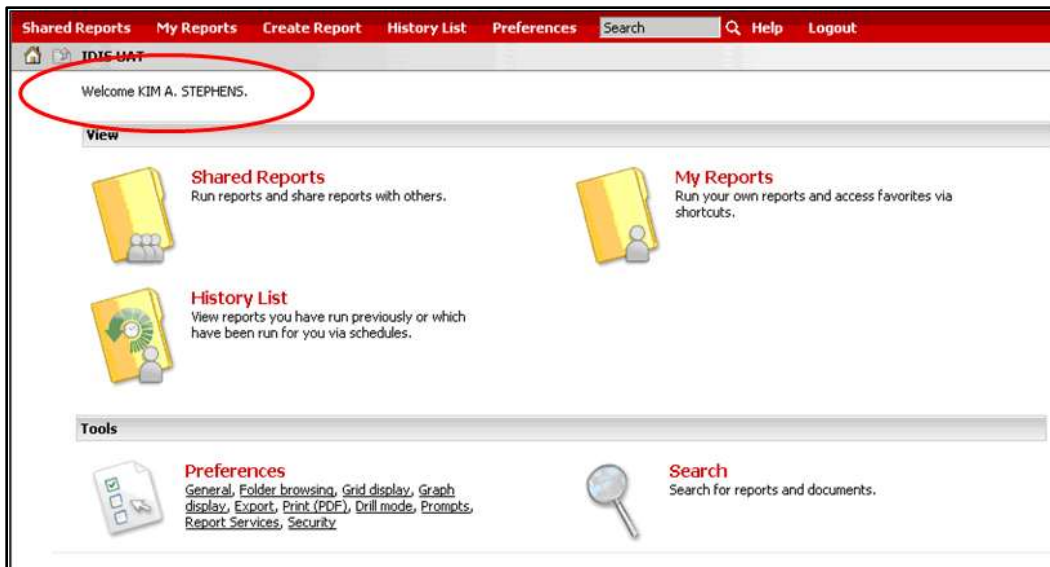 Shared Reports My Reports Create Report History List Preferences Search Help Logout
IDIS UAT
Welcome KIM A. STEPHENS.
View
Shared Reports
Run reports and share reports with others.
My Reports
Run your own reports and access favorites via
shortcuts.
History List
View reports you have run previously or which
have been run for you via schedules.
Tools
Preferences
General, Folder browsing, Grid display, Graph
display, Export, Print (PDF), Drill mode, Prompts,
Report Services, Security
Search
Search for reports and documents.